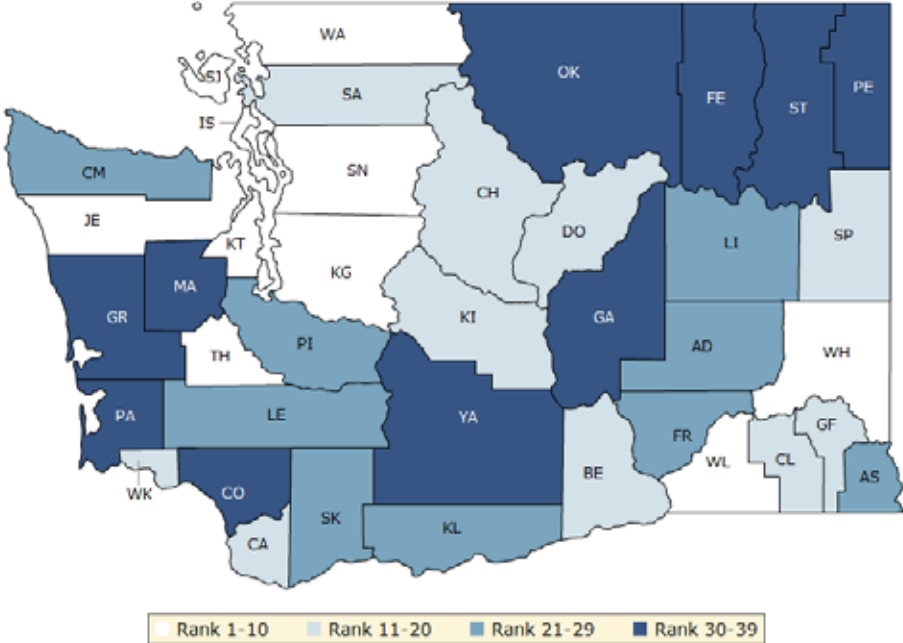 WA
OK
FE
ST
PE
SJ
SA
IS
CM
SN
CH
JE
KT
DO
LI
SP
KG
MA
GR
KI
GA
PI
TH
AD
WH
PA
LE
YA
FR
GF
WK
CO
SK
BE
WL
CL
AS
CA
KL
Rank 1-10 Rank 11-20 Rank 21-29 Rank 30-39